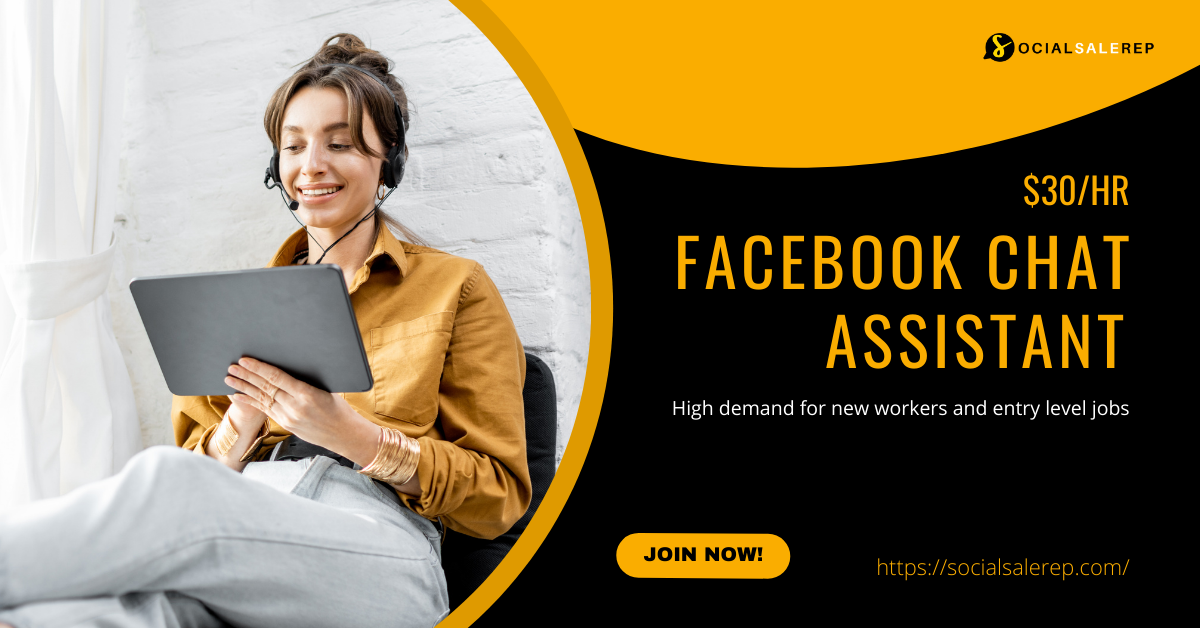 SOCIALSALEREP
$30/HR
FACEBOOK CHAT
ASSISTANT
High demand for new workers and entry level jobs
JOIN NOW!
https://socialsalerep.com/